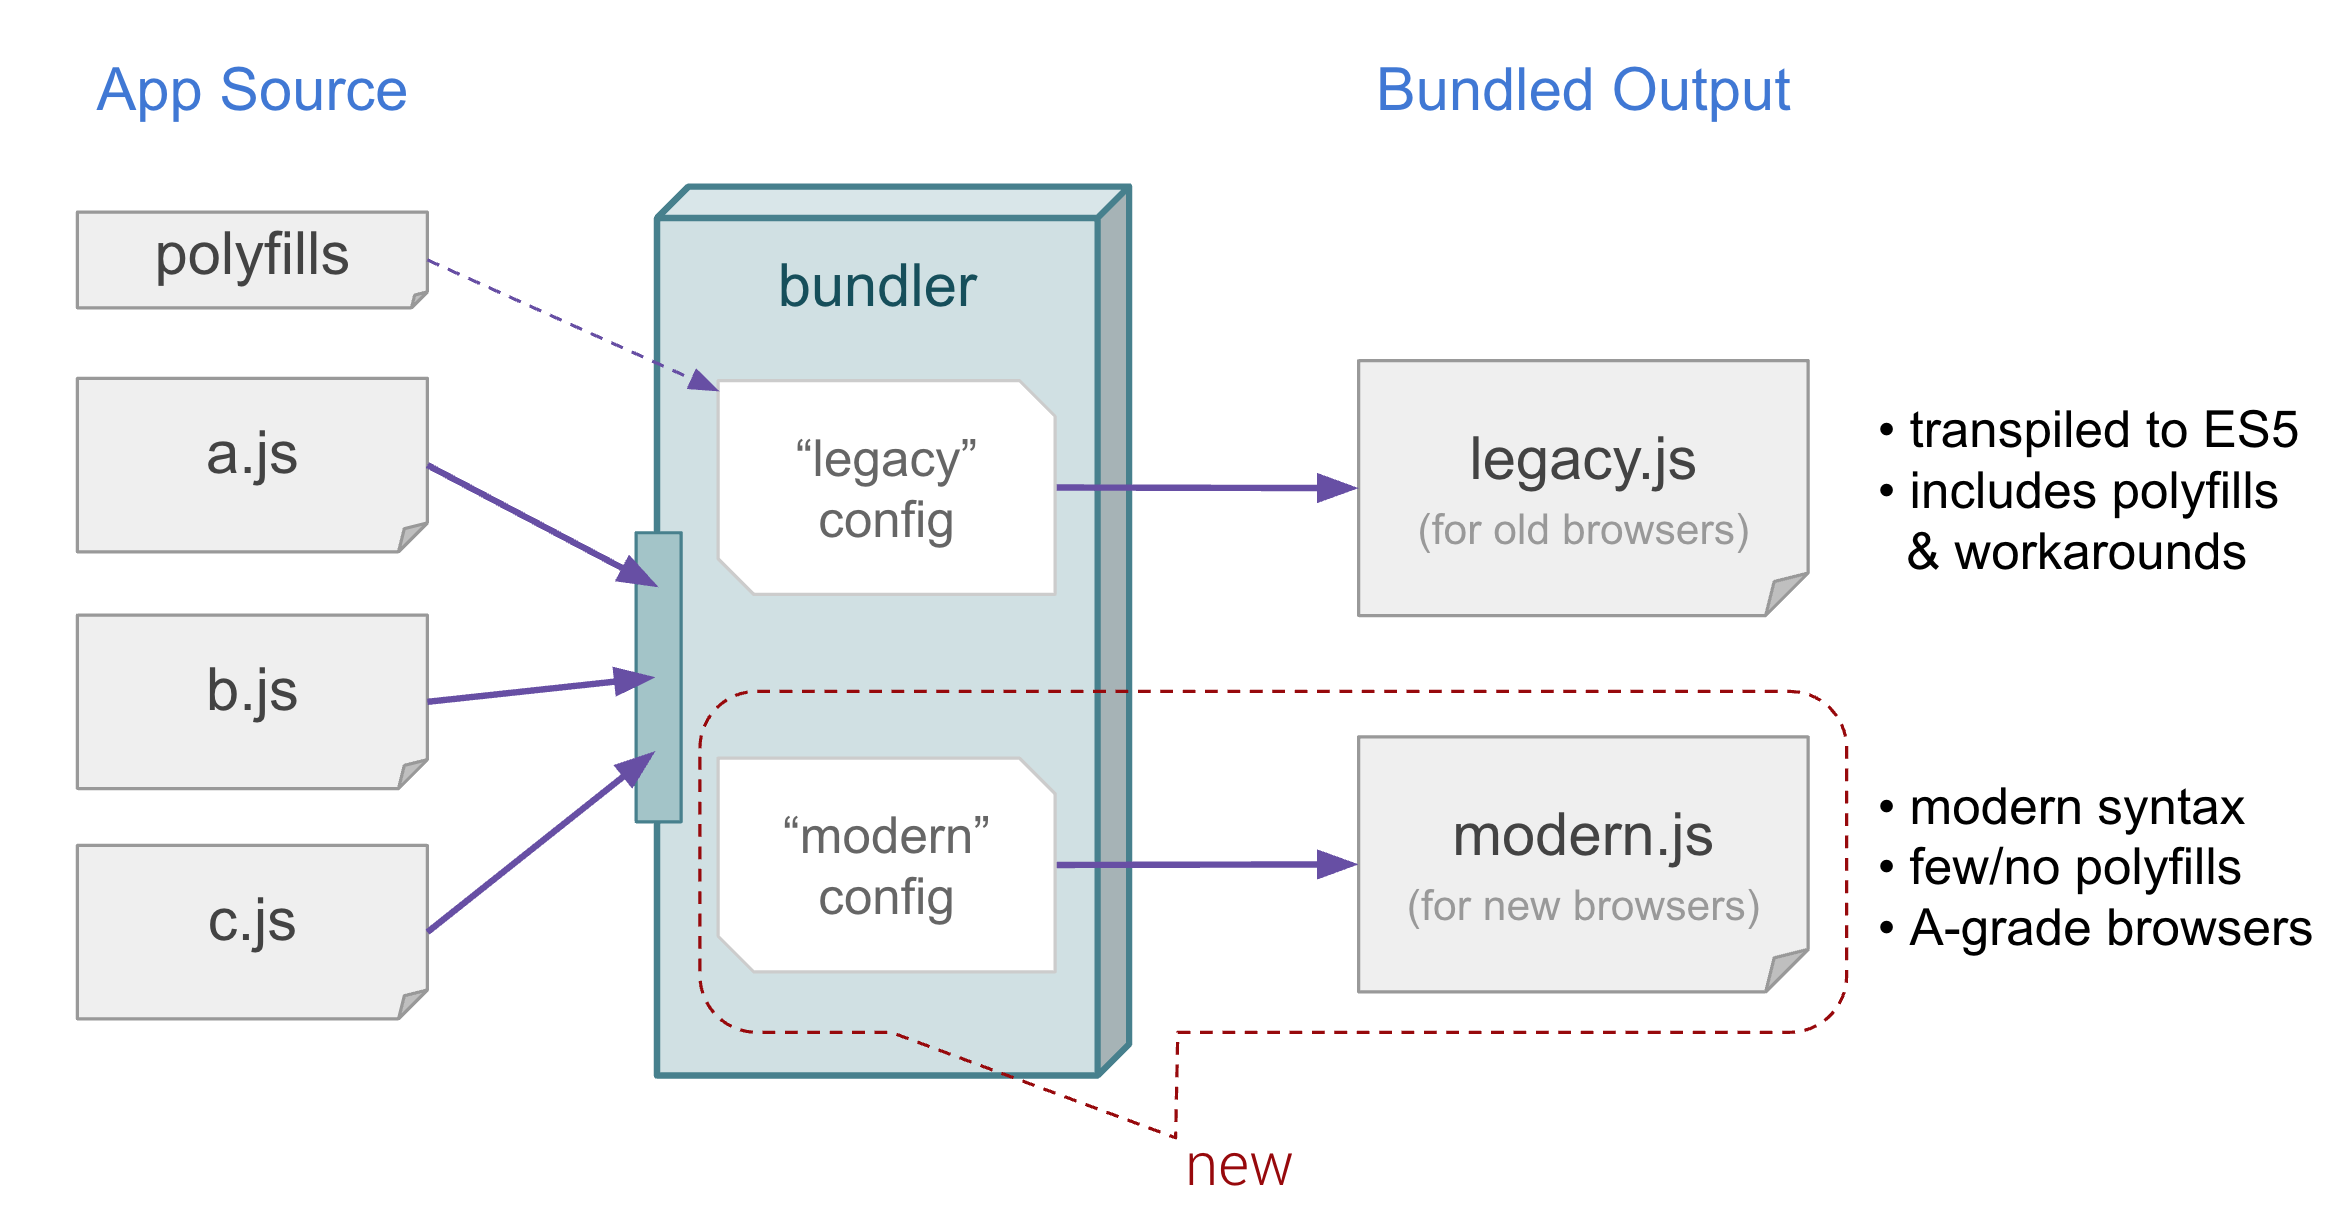 App Source
Bundled Output
polyfills
a.js
b.js
c.js
bundler
“legacy”
config
“modern”
config
legacy.js
(for old browsers)
• transpiled to ES5
• includes polyfills
& workarounds
modern.js
(for new browsers)
• modern syntax
• few/no polyfills
• A-grade browsers
new